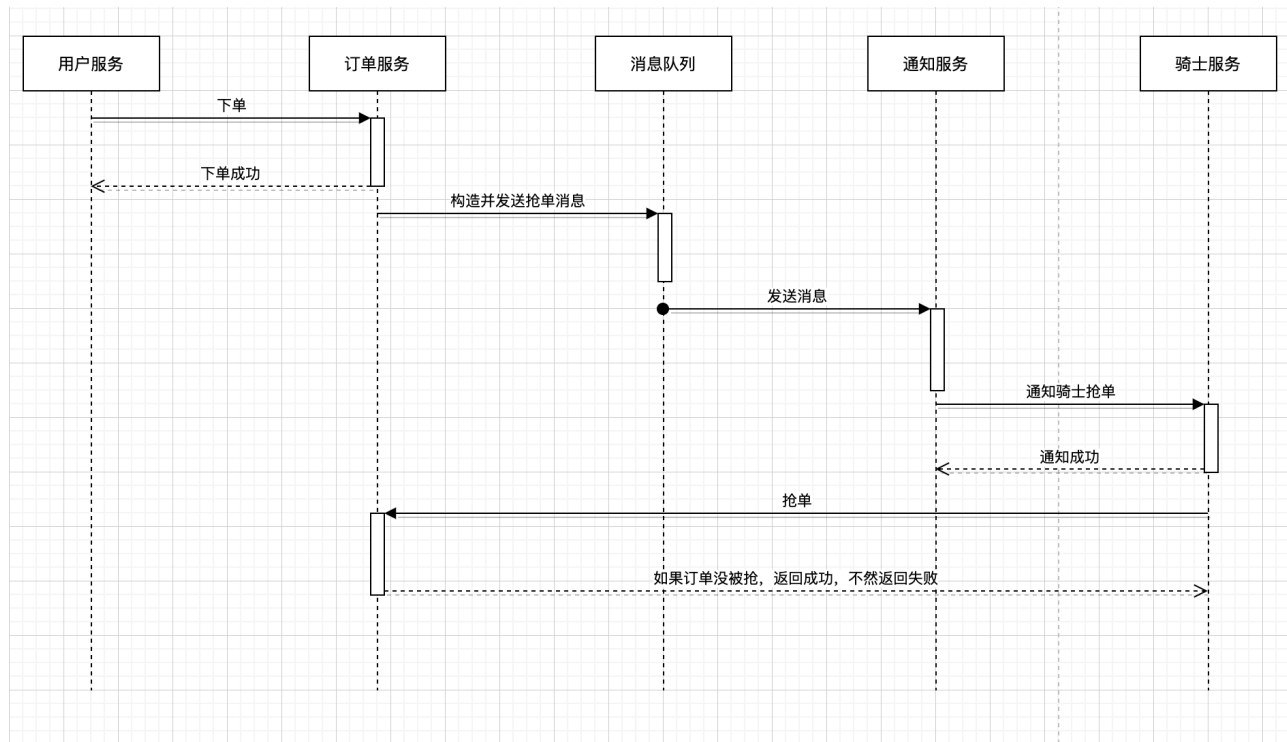 用户服务
订单服务
消息队列
通知服务
骑士服务
下单
下单成功
构造并发送抢单消息
发送消息
通知骑士抢单
通知成功
抢单
如果订单没被抢，返回成功，不然返回失败